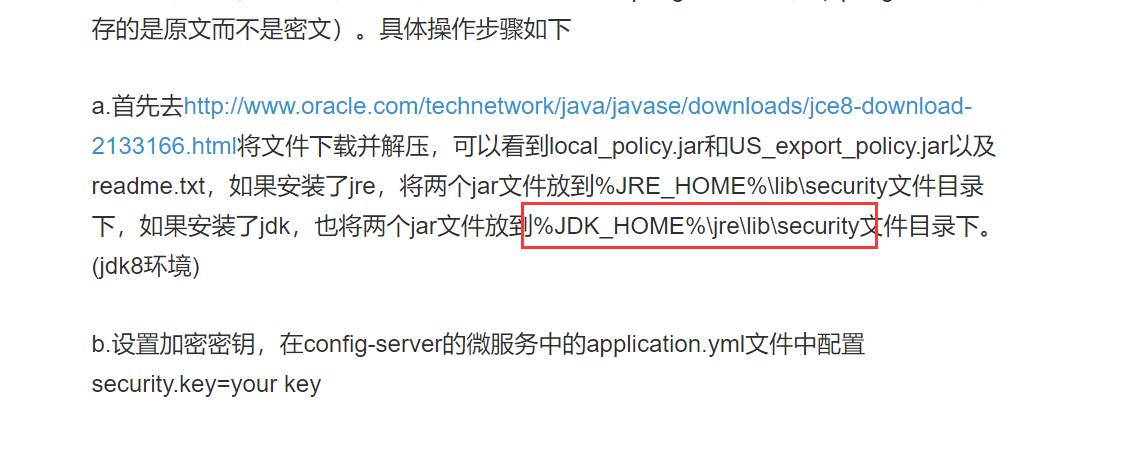 存的是原文而不是密文）。具体操作步骤如下
a.首先去http://www.oracle.com/technetwork/java/javase/downloads/jce8-download-
2133166.html将文件下载并解压，可以看到local_policy.jar和US_export_policy.jar以及
readme.txt，如果安装了jre，将两个jar文件放到%JRE_HOME%\lib\security文件目录
下，如果安装了jdk，也将两个jar文件放到%JDK_HOME%\jre\lib\security文件目录下。
(jdk8环境)
b.设置加密密钥，在config-server的微服务中的application.yml文件中配置
security.key=your key